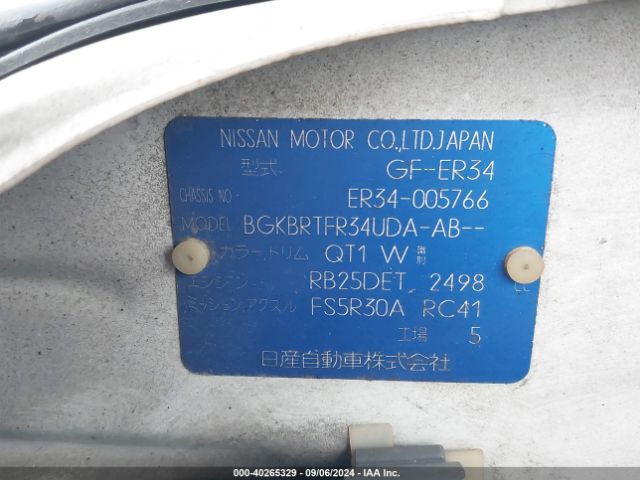 NISSAN MOTOR CO.,LTD.JAPAN
型式 GF-ER34
CHASSIS NO ER34-005766
MODEL BGKBRTFR34UDA-AB--
カラー,トリム QT1 W 識別
エンジン RB25DET 2498 CC
ミッション,アクスル FS5R30A RC41
工場 5
日産自動車株式会社
000-40265329 - 09/06/2024 - IAA Inc.